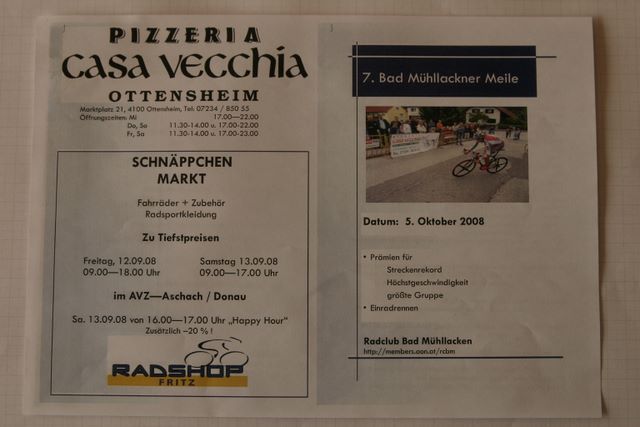 PIZZERIA
CASA VECCHIA
OTTENSHEIM
Marktplatz 21, 4100 Ottensheim, Tel: 07234 / 850 55
Öffnungszeiten: Mi 17.00—22.00
Do, So 11.30-14.00 u. 17.00-22.00
Fr, Sa 11.30-14.00 u. 17.00-23.00
SCHNÄPPCHEN
MARKT
Fahrräder + Zubehör
Radsportkleidung
Zu Tiefstpreisen
Freitag, 12.09.08 Samstag 13.09.08
09.00—18.00 Uhr 09.00—17.00 Uhr
im AVZ—Aschach / Donau
Sa. 13.09.08 von 16.00—17.00 Uhr „Happy Hour"
Zusätzlich –20 % !
RADSHOP
FRITZ
7. Bad Mühllackner Meile
Datum: 5. Oktober 2008
• Prämien für
Streckenrekord
Höchstgeschwindigkeit
größte Gruppe
• Einradrennen
Radclub Bad Mühllacken
http://members.aon.at/rcbm